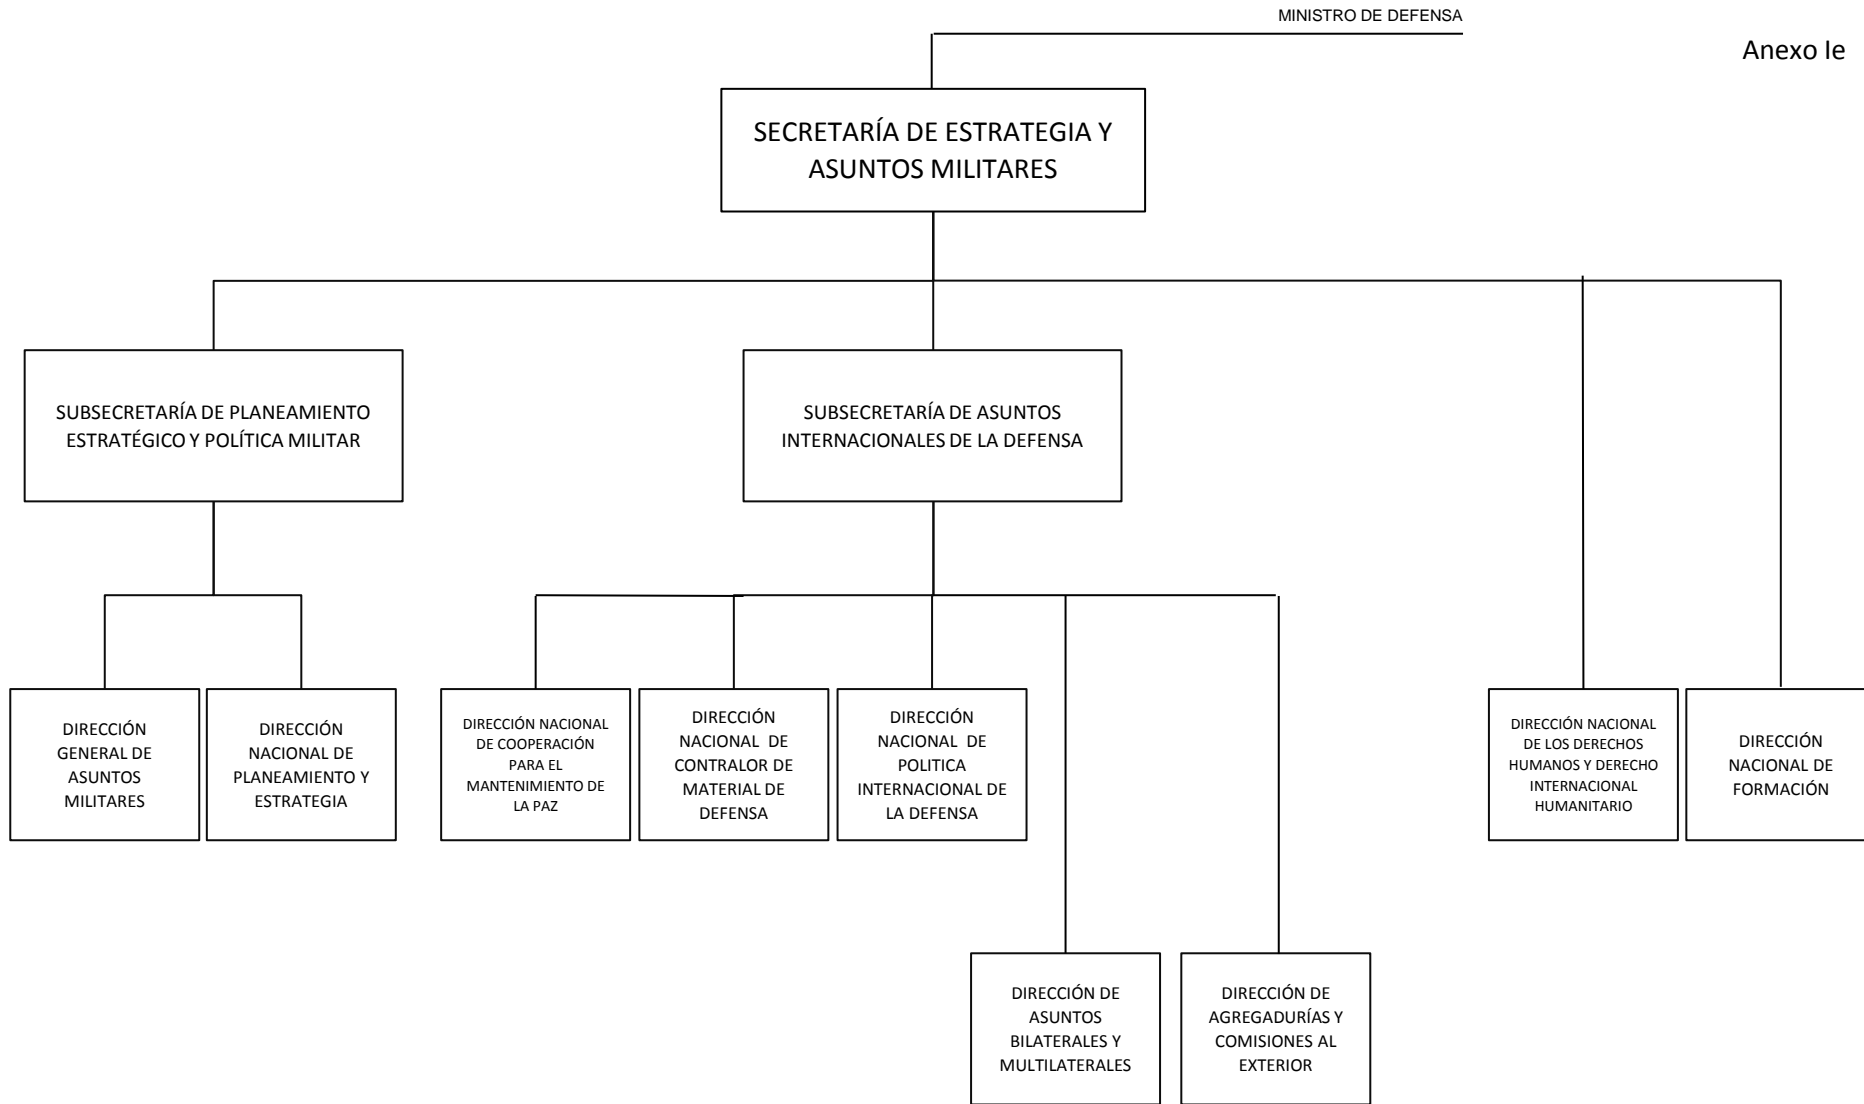 MINISTRO DE DEFENSA
Anexo Ie
SECRETARÍA DE ESTRATEGIA Y
ASUNTOS MILITARES
SUBSECRETARÍA DE PLANEAMIENTO
ESTRATÉGICO Y POLÍTICA MILITAR
SUBSECRETARÍA DE ASUNTOS
INTERNACIONALES DE LA DEFENSA
DIRECCIÓN
GENERAL DE
ASUNTOS
MILITARES
DIRECCIÓN
NACIONAL DE
PLANEAMIENTO Y
ESTRATEGIA
DIRECCIÓN NACIONAL
DE COOPERACIÓN
PARA EL
MANTENIMIENTO DE
LA PAZ
DIRECCIÓN
NACIONAL DE
CONTRALOR DE
MATERIAL DE
DEFENSA
DIRECCIÓN
NACIONAL DE
POLITICA
INTERNACIONAL DE
LA DEFENSA
DIRECCIÓN NACIONAL
DE LOS DERECHOS
HUMANOS Y DERECHO
INTERNACIONAL
HUMANITARIO
DIRECCIÓN
NACIONAL DE
FORMACIÓN
DIRECCIÓN DE
ASUNTOS
BILATERALES Y
MULTILATERALES
DIRECCIÓN DE
AGREGADURÍAS Y
COMISIONES AL
EXTERIOR